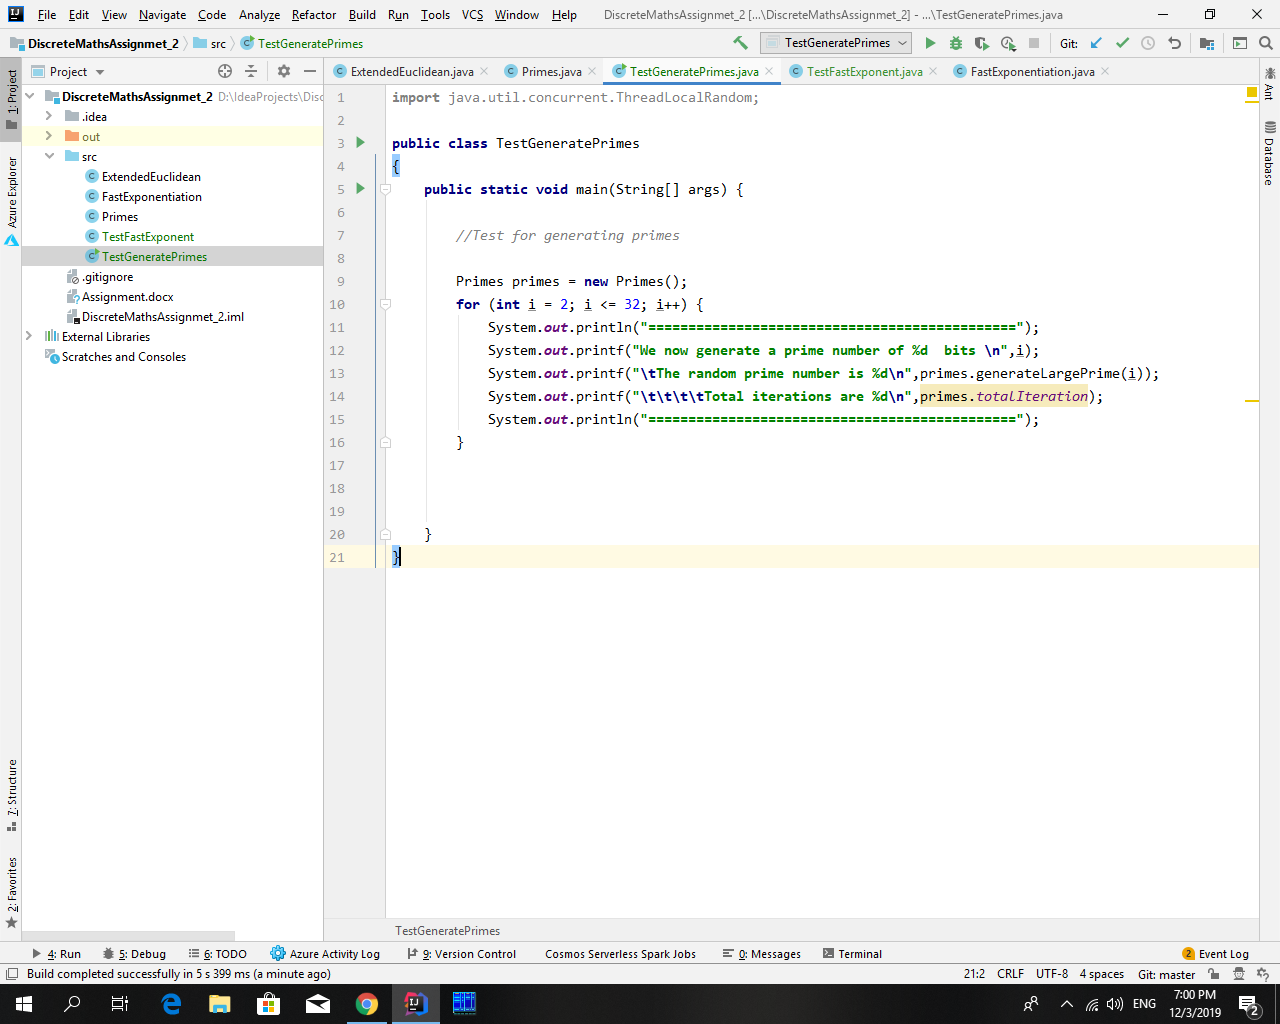 File Edit View Navigate Code Analyze Refactor Build Run Tools VCS Window Help DiscreteMathsAssignmet_2 [...\DiscreteMathsAssignmet_2] - ...\TestGeneratePrimes.java
DiscreteMathsAssignmet_2 src TestGeneratePrimes TestGeneratePrimes Git:
Project ExtendedEuclidean.java Primes.java TestGeneratePrimes.java TestFastExponent.java FastExponentiation.java
DiscreteMathsAssignmet_2 D:\IdeaProjects\Disc
.idea
out
src
ExtendedEuclidean
FastExponentiation
Primes
TestFastExponent
TestGeneratePrimes
.gitignore
Assignment.docx
DiscreteMathsAssignmet_2.iml
External Libraries
Scratches and Consoles
1: Project
Azure Explorer
7: Structure
2: Favorites
1 import java.util.concurrent.ThreadLocalRandom;
2
3 public class TestGeneratePrimes
4 {
5 public static void main(String[] args) {
6
7 //Test for generating primes
8
9 Primes primes = new Primes();
10 for (int i = 2; i <= 32; i++) {
11 System.out.println("==============================================");
12 System.out.printf("We now generate a prime number of %d  bits \n",i);
13 System.out.printf("\tThe random prime number is %d\n",primes.generateLargePrime(i));
14 System.out.printf("\t\t\t\tTotal iterations are %d\n",primes.totalIteration);
15 System.out.println("==============================================");
16 }
17
18
19
20 }
21 }
Ant
Database
TestGeneratePrimes
4: Run 5: Debug 6: TODO Azure Activity Log 9: Version Control Cosmos Serverless Spark Jobs 0: Messages Terminal 2 Event Log
Build completed successfully in 5 s 399 ms (a minute ago) 21:2 CRLF UTF-8 4 spaces Git: master
ENG
7:00 PM
12/3/2019
2